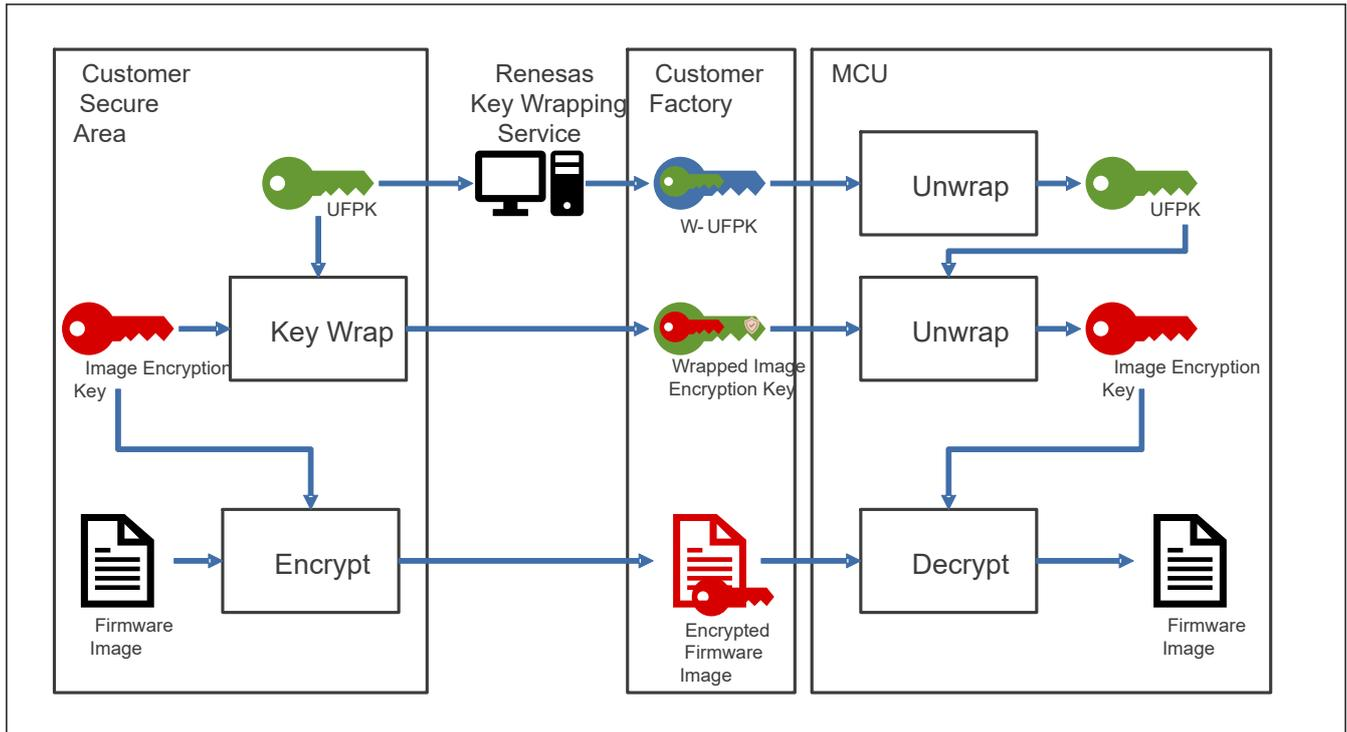 Customer
Secure
Area
Renesas
Key Wrapping
Service
Customer
Factory
MCU
UFPK
W- UFPK
Unwrap
UFPK
Image Encryption
Key
Key Wrap
Wrapped Image
Encryption Key
Unwrap
Image Encryption
Key
Firmware
Image
Encrypt
Encrypted
Firmware
Image
Decrypt
Firmware
Image